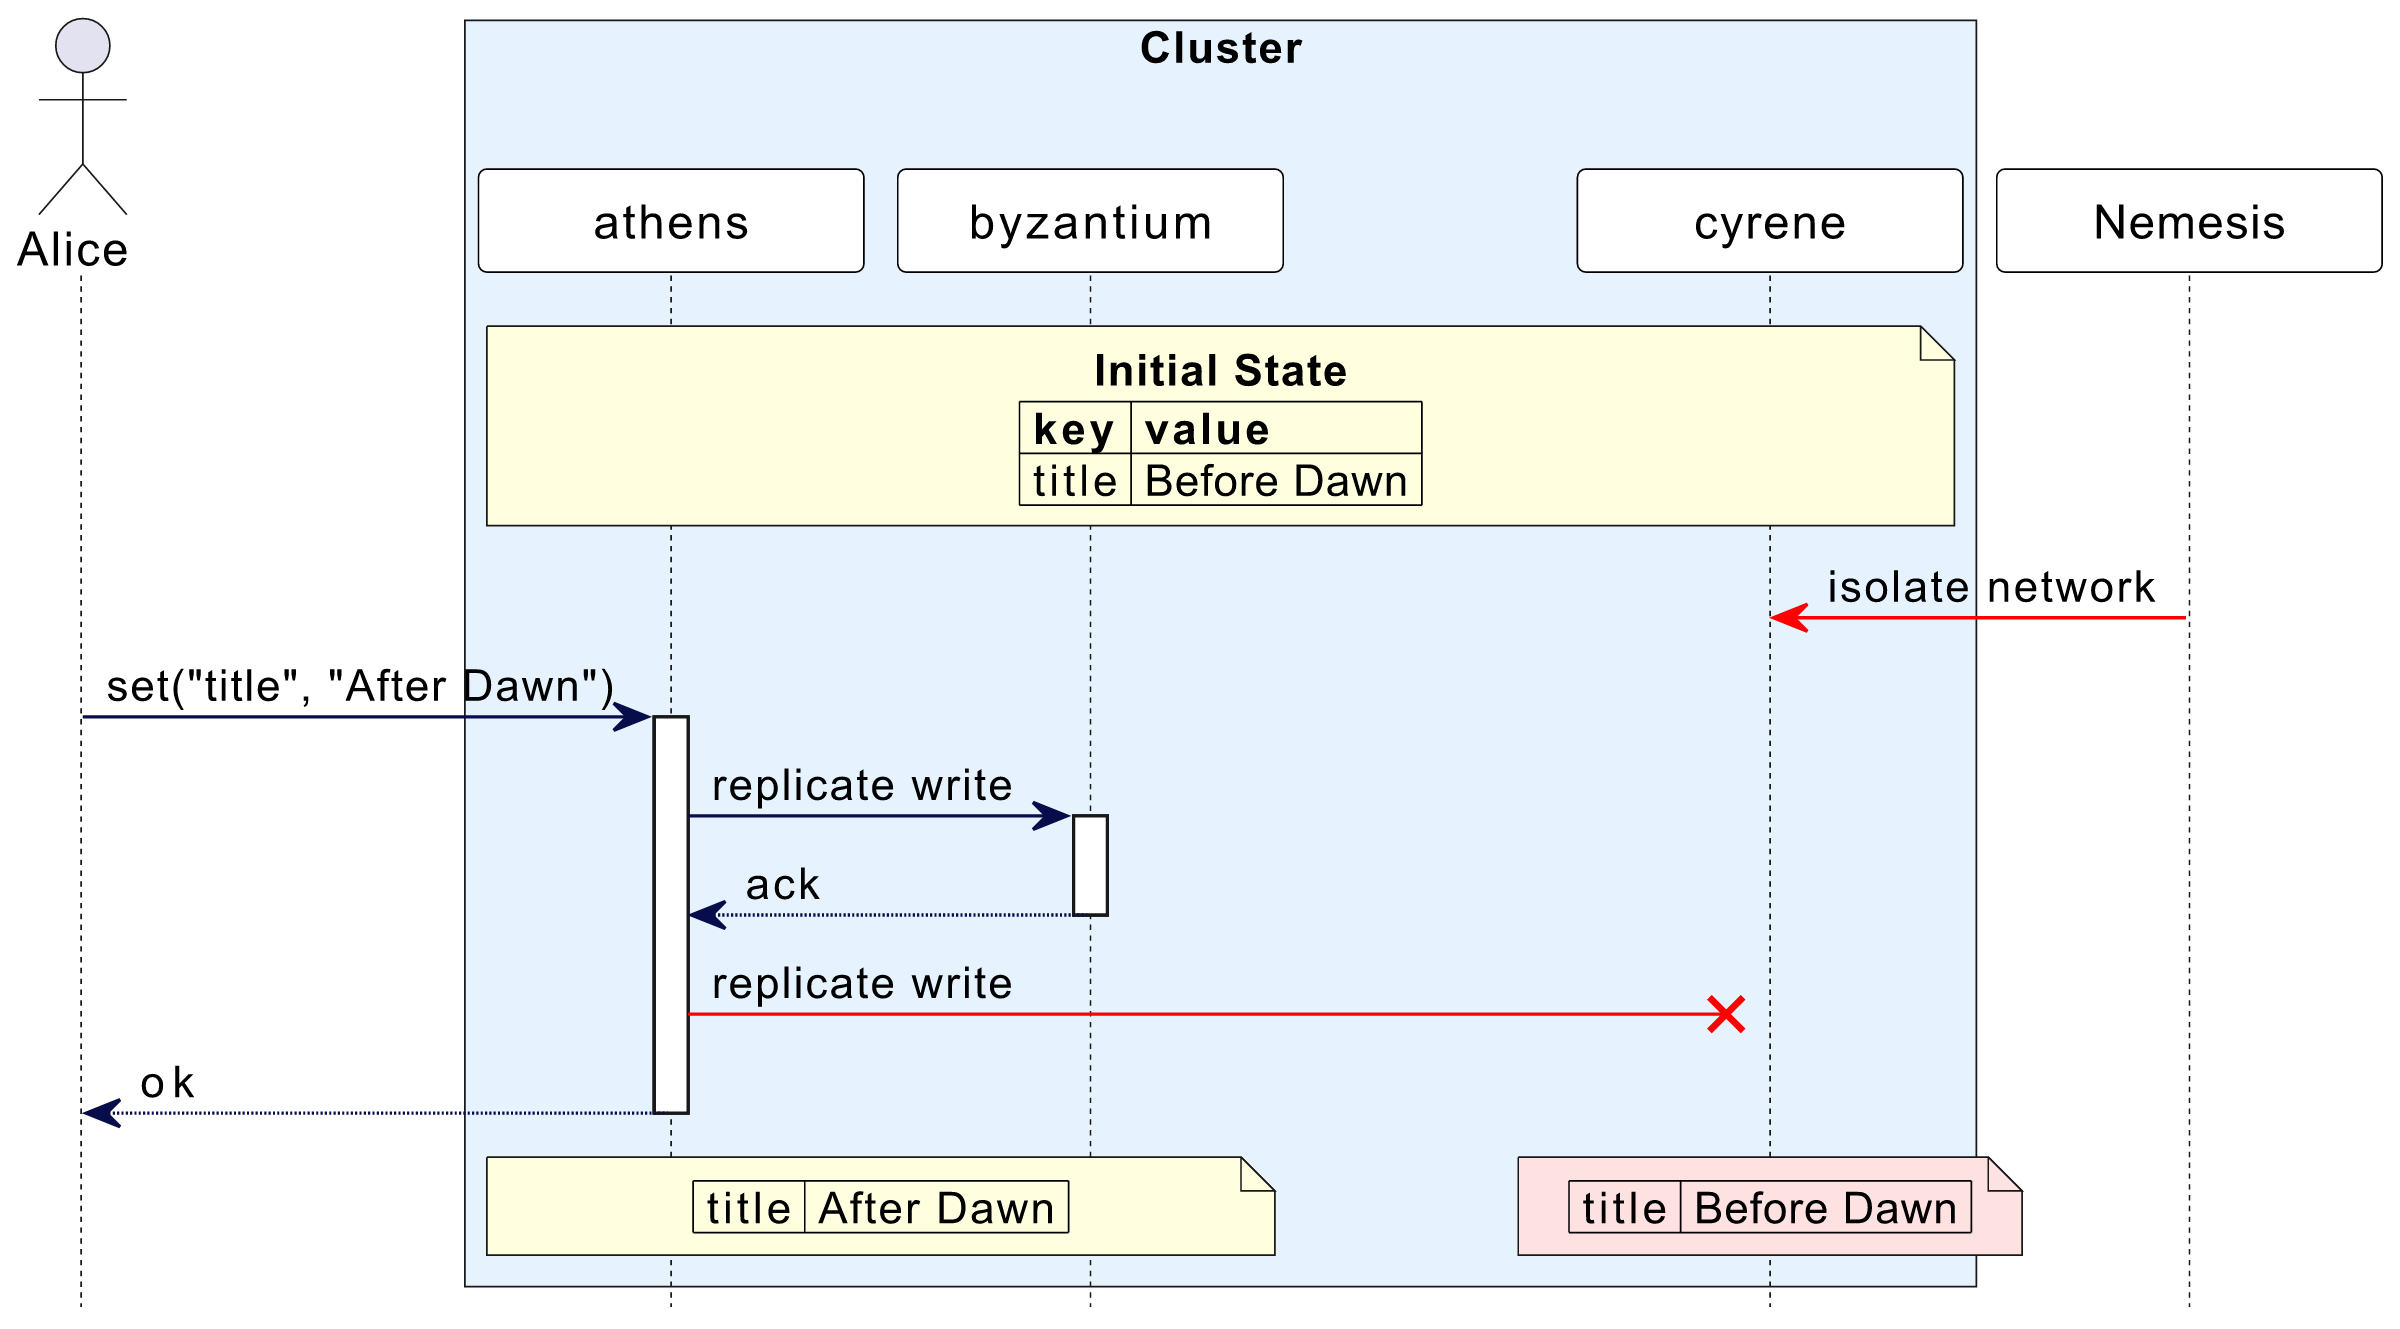 Cluster
Alice
athens
byzantium
cyrene
Nemesis
Initial State
key value
title Before Dawn
isolate network
set("title", "After Dawn")
replicate write
ack
replicate write
ok
title After Dawn
title Before Dawn